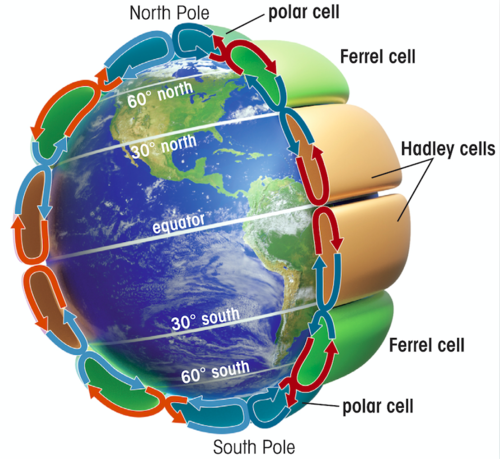 North Pole
polar cell
Ferrel cell
60° north
30° north
Hadley cells
equator
30° south
Ferrel cell
60° south
polar cell
South Pole